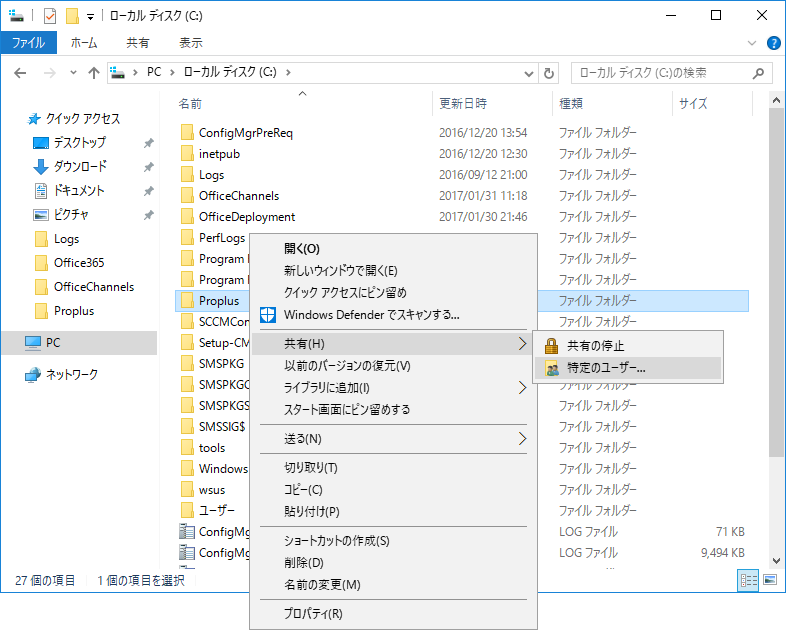 ローカル ディスク (C:)
ファイル ホーム 共有 表示
PC ローカル ディスク (C:) ローカル ディスク (C:)の検索
名前 更新日時 種類 サイズ
クイック アクセス
デスクトップ
ダウンロード
ドキュメント
ピクチャ
Logs
Office365
OfficeChannels
Proplus
PC
ネットワーク
ConfigMgrPreReq 2016/12/20 13:54 ファイル フォルダー
inetpub 2016/12/20 12:30 ファイル フォルダー
Logs 2016/09/12 21:00 ファイル フォルダー
OfficeChannels 2017/01/31 11:18 ファイル フォルダー
OfficeDeployment 2017/01/30 21:46 ファイル フォルダー
PerfLogs ファイル フォルダー
Program ファイル フォルダー
Program ファイル フォルダー
Proplus ファイル フォルダー
SCCMCon ファイル フォルダー
Setup-CM
SMSPKG
SMSPKGC ファイル フォルダー
SMSPKGS ファイル フォルダー
SMSSIG$ ファイル フォルダー
tools ファイル フォルダー
Windows ファイル フォルダー
wsus ファイル フォルダー
ユーザー ファイル フォルダー
ConfigMg LOG ファイル 71 KB
ConfigMg LOG ファイル 9,494 KB
開く(O)
新しいウィンドウで開く(E)
クイック アクセスにピン留め
Windows Defender でスキャンする...
共有(H)
以前のバージョンの復元(V)
ライブラリに追加(I)
スタート画面にピン留めする
送る(N)
切り取り(T)
コピー(C)
貼り付け(P)
ショートカットの作成(S)
削除(D)
名前の変更(M)
プロパティ(R)
共有の停止
特定のユーザー...
27 個の項目 1 個の項目を選択